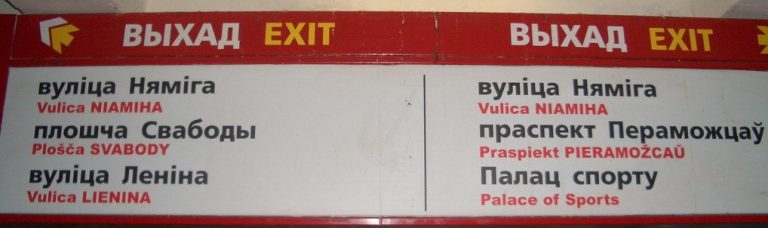 ВЫХАД EXIT
вуліца Няміга
Vulica NIAMIHA
плошча Свабоды
Plošča SVABODY
вуліца Леніна
Vulica LIENINA
ВЫХАД EXIT
вуліца Няміга
Vulica NIAMIHA
праспект Пераможцаў
Praspiekt PIERAMOŽCAŬ
Палац спорту
Palace of Sports